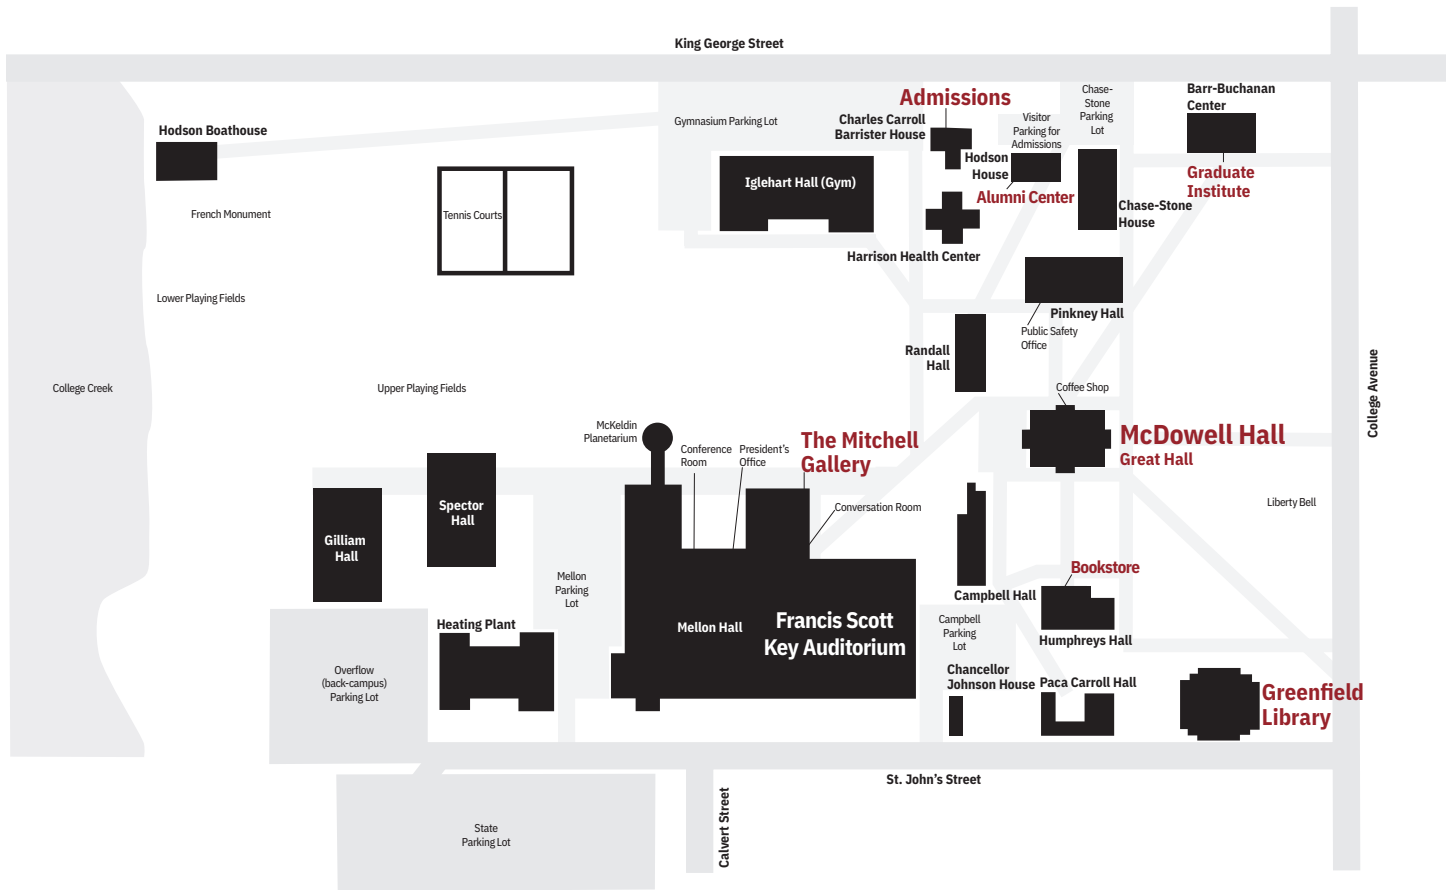 King George Street
Admissions
Charles Carroll
Barrister House
Gymnasium Parking Lot
Visitor
Parking for
Admissions
Chase-
Stone
Parking
Lot
Barr-Buchanan
Center
Graduate
Institute
Hodson Boathouse
French Monument
Tennis Courts
Iglehart Hall (Gym)
Hodson
House
Alumni Center
Chase-Stone
House
Harrison Health Center
Lower Playing Fields
Pinkney Hall
Public Safety
Office
Randall
Hall
College Creek
Upper Playing Fields
Coffee Shop
College Avenue
McKeldin
Planetarium
Conference
Room
President's
Office
The Mitchell
Gallery
McDowell Hall
Great Hall
Conversation Room
Liberty Bell
Spector
Hall
Gilliam
Hall
Mellon
Parking
Lot
Bookstore
Campbell Hall
Heating Plant
Mellon Hall
Francis Scott
Key Auditorium
Campbell
Parking
Lot
Humphreys Hall
Overflow
(back-campus)
Parking Lot
Chancellor
Johnson House
Paca Carroll Hall
Greenfield
Library
St. John's Street
Calvert Street
State
Parking Lot